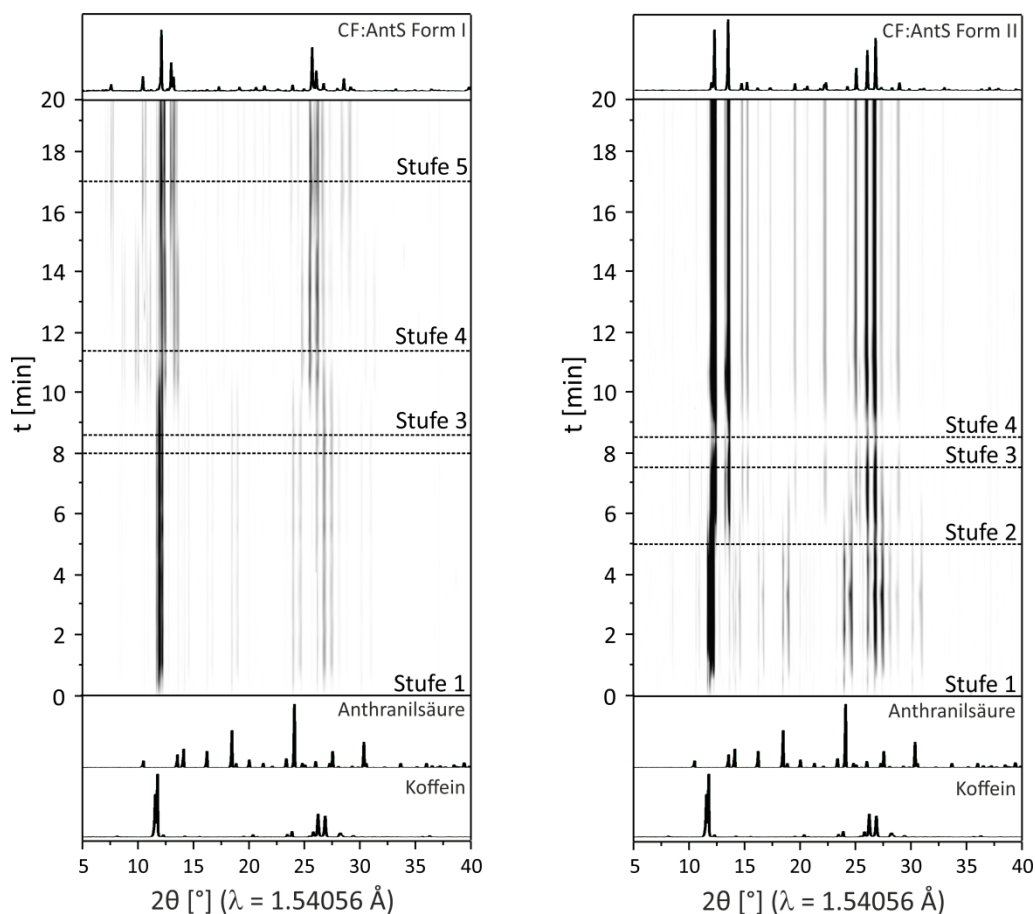 CF:AntS Form I
20
18
16
14
12
10
8
6
4
2
0
t [min]
Stufe 5
Stufe 4
Stufe 3
Stufe 1
Anthranilsäure
Koffein
5 10 15 20 25 30 35 40
2θ [°] (λ = 1.54056 Å)
CF:AntS Form II
20
18
16
14
12
10
8
6
4
2
0
t [min]
Stufe 4
Stufe 3
Stufe 2
Stufe 1
Anthranilsäure
Koffein
5 10 15 20 25 30 35 40
2θ [°] (λ = 1.54056 Å)